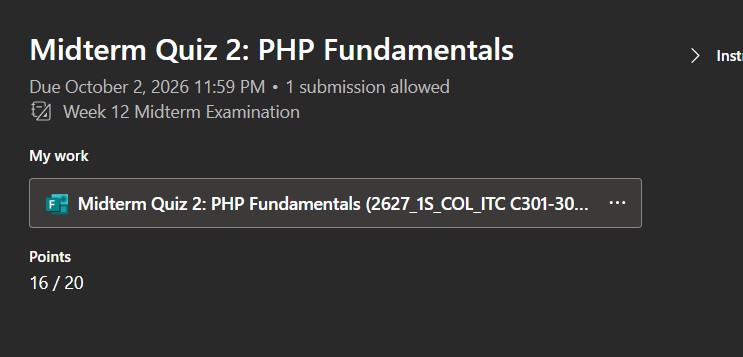 Midterm Quiz 2: PHP Fundamentals
Instr
Due October 2, 2026 11:59 PM • 1 submission allowed
Week 12 Midterm Examination
My work
F Midterm Quiz 2: PHP Fundamentals (2627_1S_COL_ITC C301-30... ...
Points
16 / 20